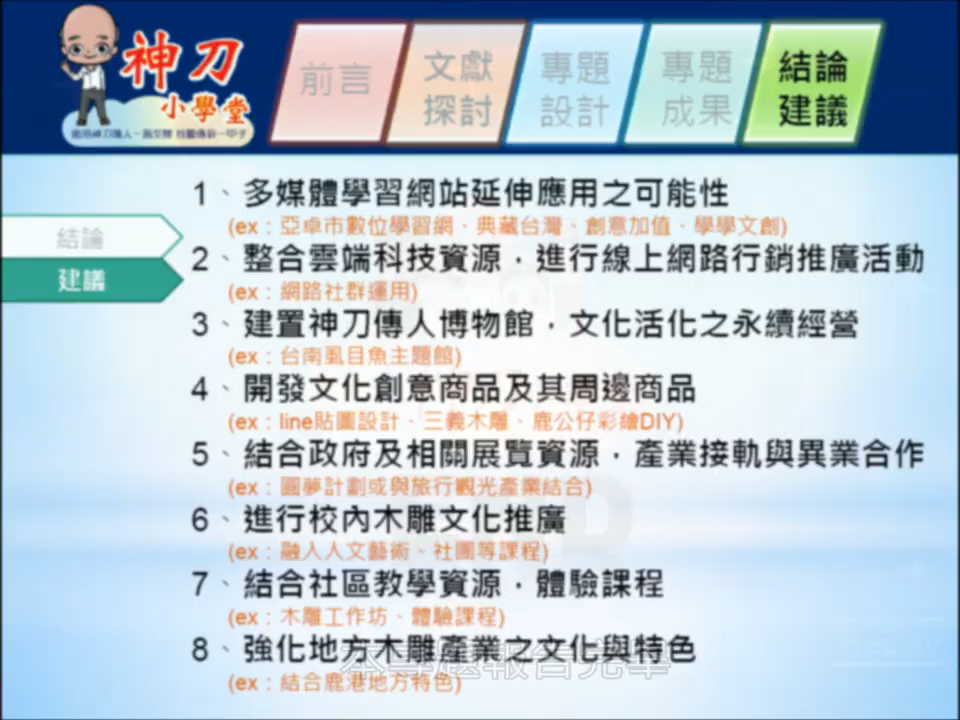 神刀
小學堂
前言
文獻
探討
專題
設計
專題
成果
結論
建議
結論
建議
1、多媒體學習網站延伸應用之可能性
(ex：亞卓市數位學習網、典藏台灣、創意加值、學學文創)
2、整合雲端科技資源，進行線上網路行銷推廣活動
(ex：網路社群運用)
3、建置神刀傳人博物館，文化活化之永續經營
(ex：台南虱目魚主題館)
4、開發文化創意商品及其周邊商品
(ex：line貼圖設計、三義木雕、鹿公仔彩繪DIY)
5、結合政府及相關展覽資源，產業接軌與異業合作
(ex：圓夢計劃或與旅行觀光產業結合)
6、進行校內木雕文化推廣
(ex：融入人文藝術、社團等課程)
7、結合社區教學資源，體驗課程
(ex：木雕工作坊、體驗課程)
8、強化地方木雕產業之文化與特色
(ex：結合鹿港地方特色)
本專題報告完畢